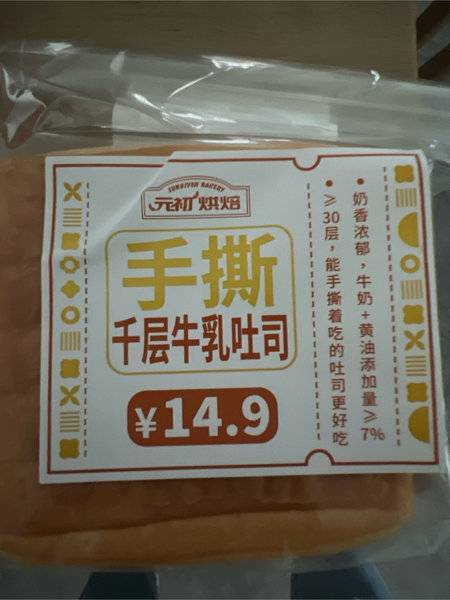 SUNGIVEN BAKERY
元初烘焙
手撕
千层牛乳吐司
¥14.9
• 奶香浓郁，牛奶+黄油添加量≥7%
• ≥30层，能手撕着吃的吐司更好吃